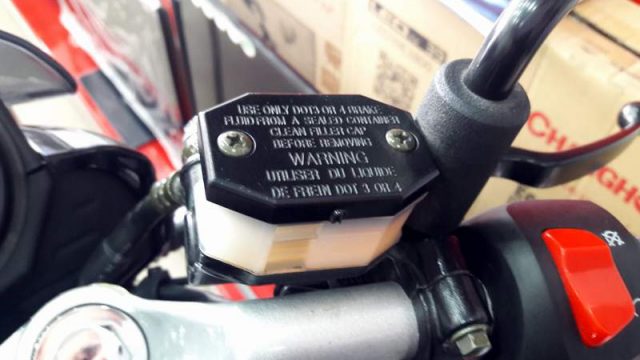 USE ONLY DOT3 OR 4 BRAKE
FLUID FROM A SEALED CONTAINER
CLEAN FILLER CAP
BEFORE REMOVING
WARNING
UTILISER DU LIQUIDE
DE FREIN DOT 3 OR 4
CHANGH